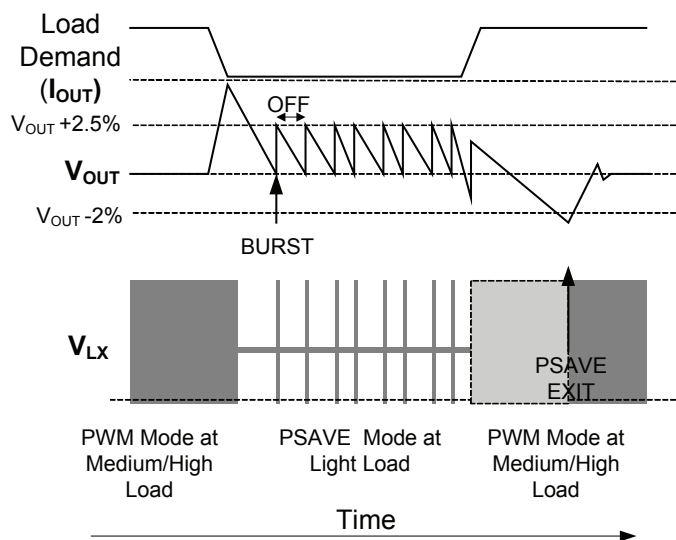 Load
Demand
(IOUT)
VOUT +2.5%
OFF
VOUT
VOUT -2%
BURST
VLX
PSAVE
EXIT
PWM Mode at
Medium/High
Load
PSAVE Mode at
Light Load
PWM Mode at
Medium/High
Load
Time